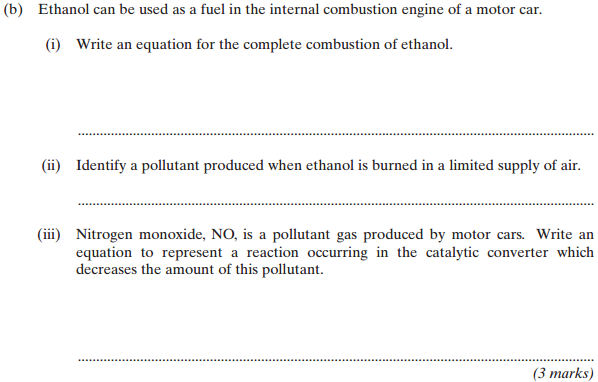 (b) Ethanol can be used as a fuel in the internal combustion engine of a motor car.
(i) Write an equation for the complete combustion of ethanol.
(ii) Identify a pollutant produced when ethanol is burned in a limited supply of air.
(iii) Nitrogen monoxide, NO, is a pollutant gas produced by motor cars. Write an
equation to represent a reaction occurring in the catalytic converter which
decreases the amount of this pollutant.
(3 marks)